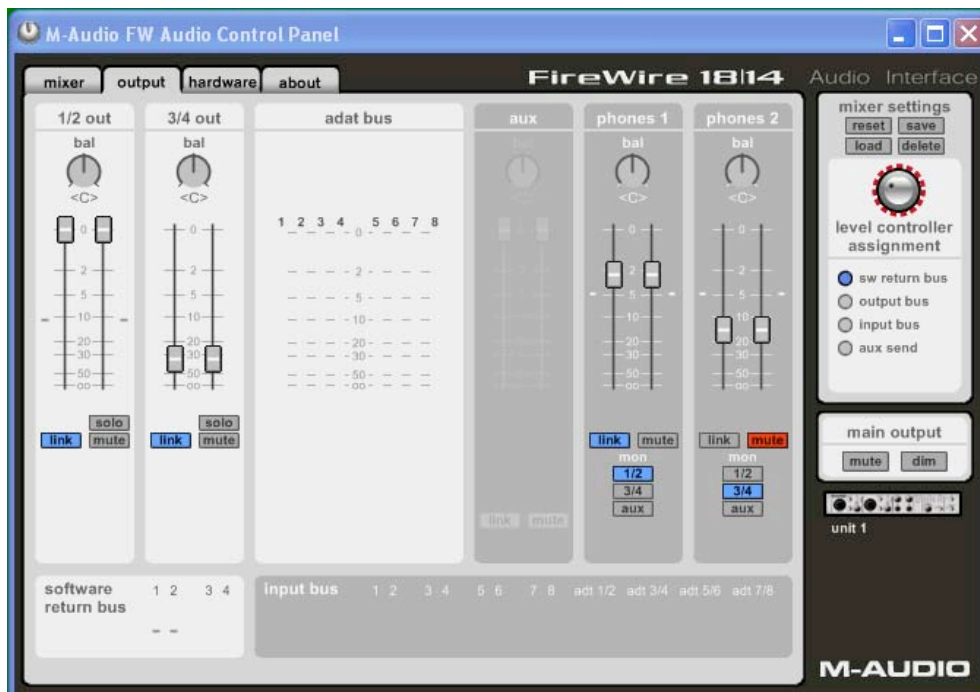 M-Audio FW Audio Control Panel
mixer output hardware about
FireWire 18|14 Audio Interface
1/2 out 3/4 out adat bus aux phones 1 phones 2
bal bal bal bal bal
<C> <C> <C> <C>
1 2 3 4 5 6 7 8
0 0 0 0 0 0
2 2 2 2 2
5 5 5 5 5
10 10 10 10 10
20 20 20 20 20
30 30 30 30 30
50 50 50 50 50
oo oo oo oo oo
solo solo
link mute link mute link mute link mute
mon mon
1/2 1/2
3/4 3/4
aux aux
link mute
software return bus 1 2 3 4
input bus 1 2 3 4 5 6 7 8 adt 1/2 adt 3/4 adt 5/6 adt 7/8
mixer settings
reset save
load delete
level controller
assignment
sw return bus
output bus
input bus
aux send
main output
mute dim
unit 1
M-AUDIO